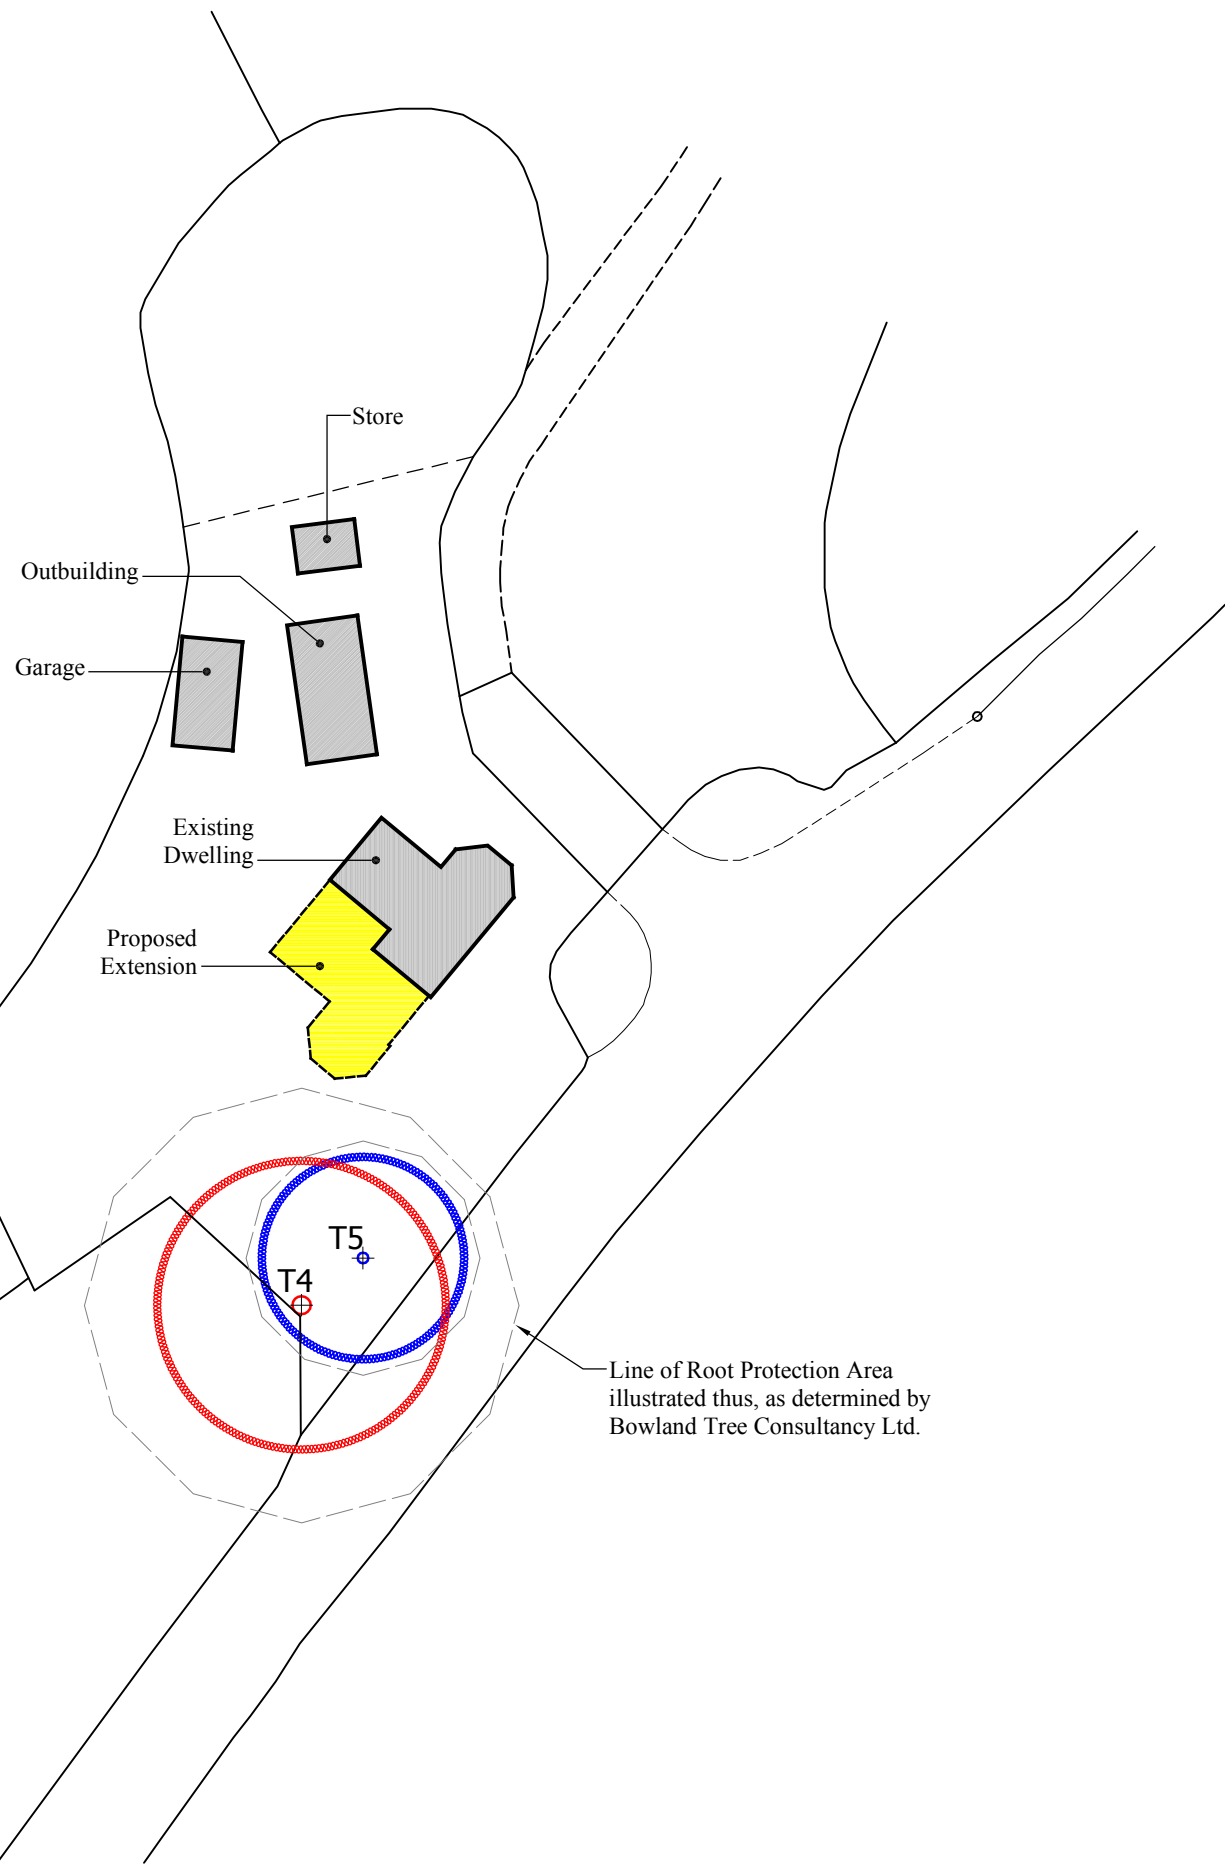 Store
Outbuilding
Garage
Existing
Dwelling
Proposed
Extension
T5
T4
Line of Root Protection Area
illustrated thus, as determined by
Bowland Tree Consultancy Ltd.